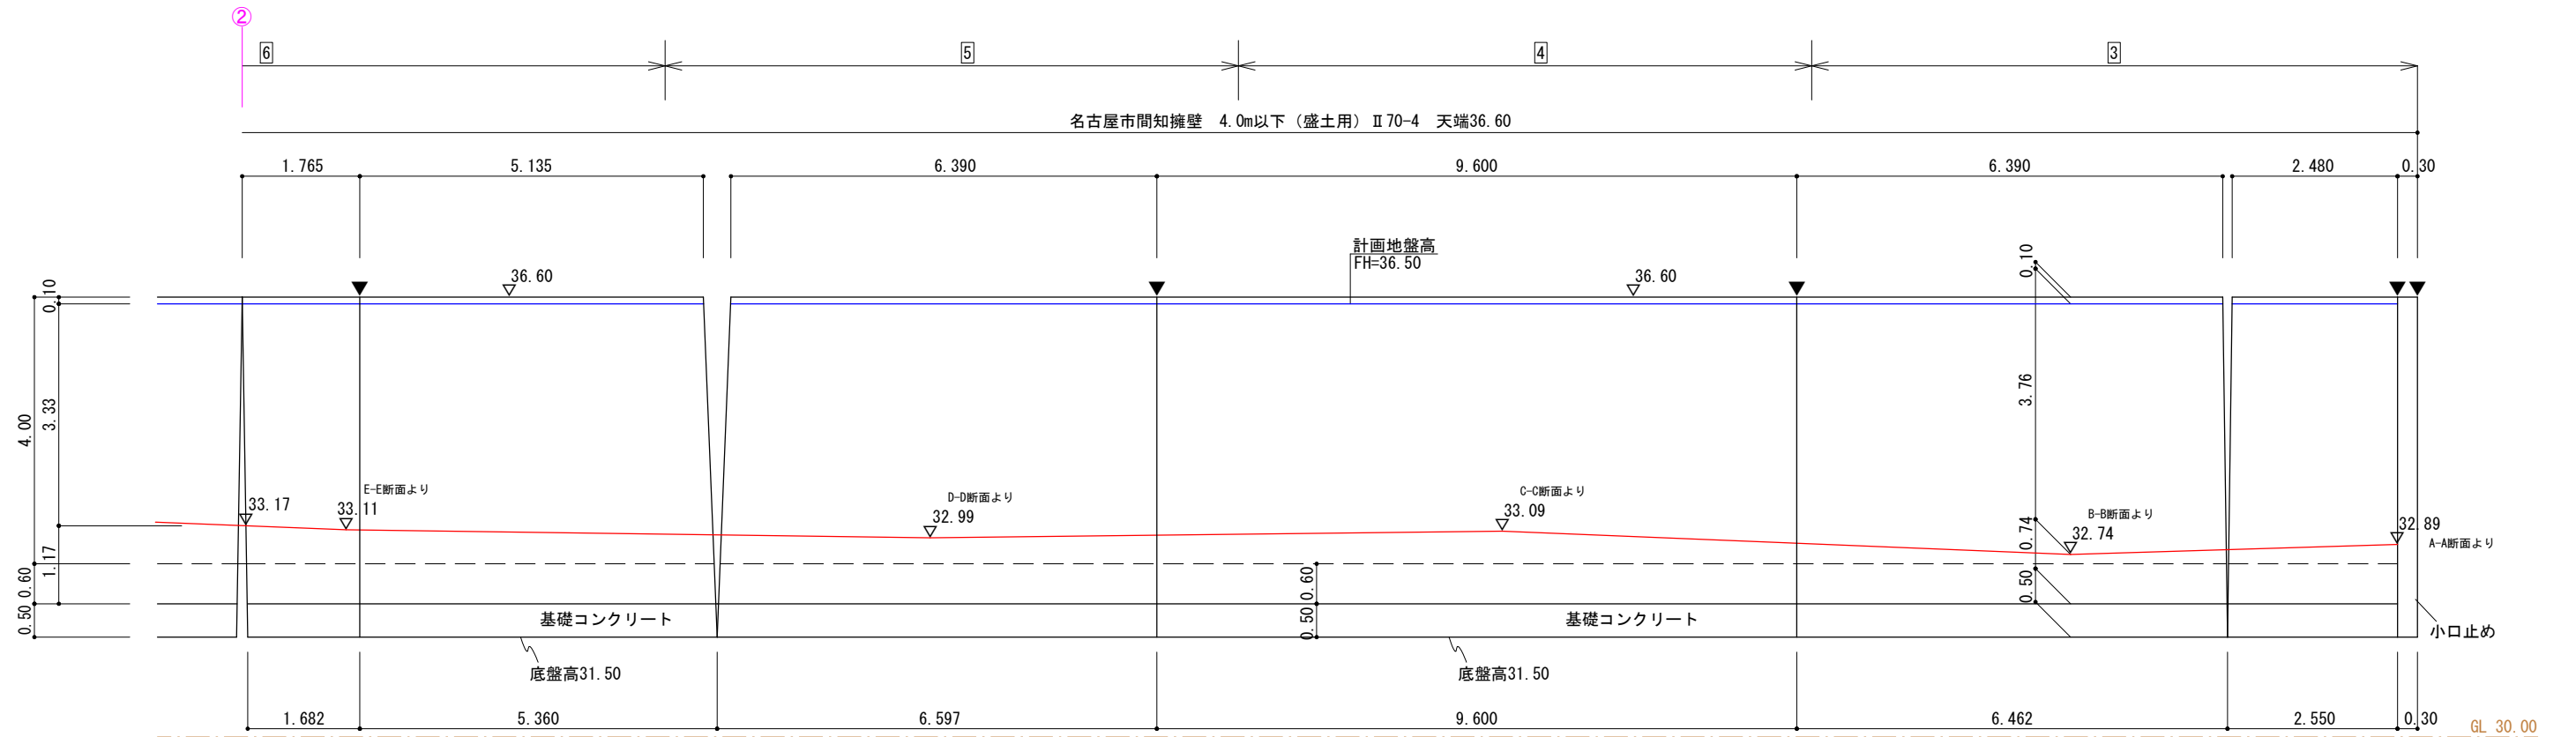 ②
6
5
4
3
名古屋市間知擁壁 4.0m以下（盛土用）Ⅱ70-4 天端36.60
1.765
5.135
6.390
9.600
6.390
2.480
0.30
計画地盤高
FH=36.50
36.60
36.60
0.10
0.10
4.00
3.33
3.76
E-E断面より
33.17
33.11
D-D断面より
32.99
C-C断面より
33.09
B-B断面より
32.74
32.89
A-A断面より
0.74
1.17
0.60
0.50
0.60
0.50
0.50
基礎コンクリート
基礎コンクリート
小口止め
底盤高31.50
底盤高31.50
1.682
5.360
6.597
9.600
6.462
2.550
0.30
GL 30.00